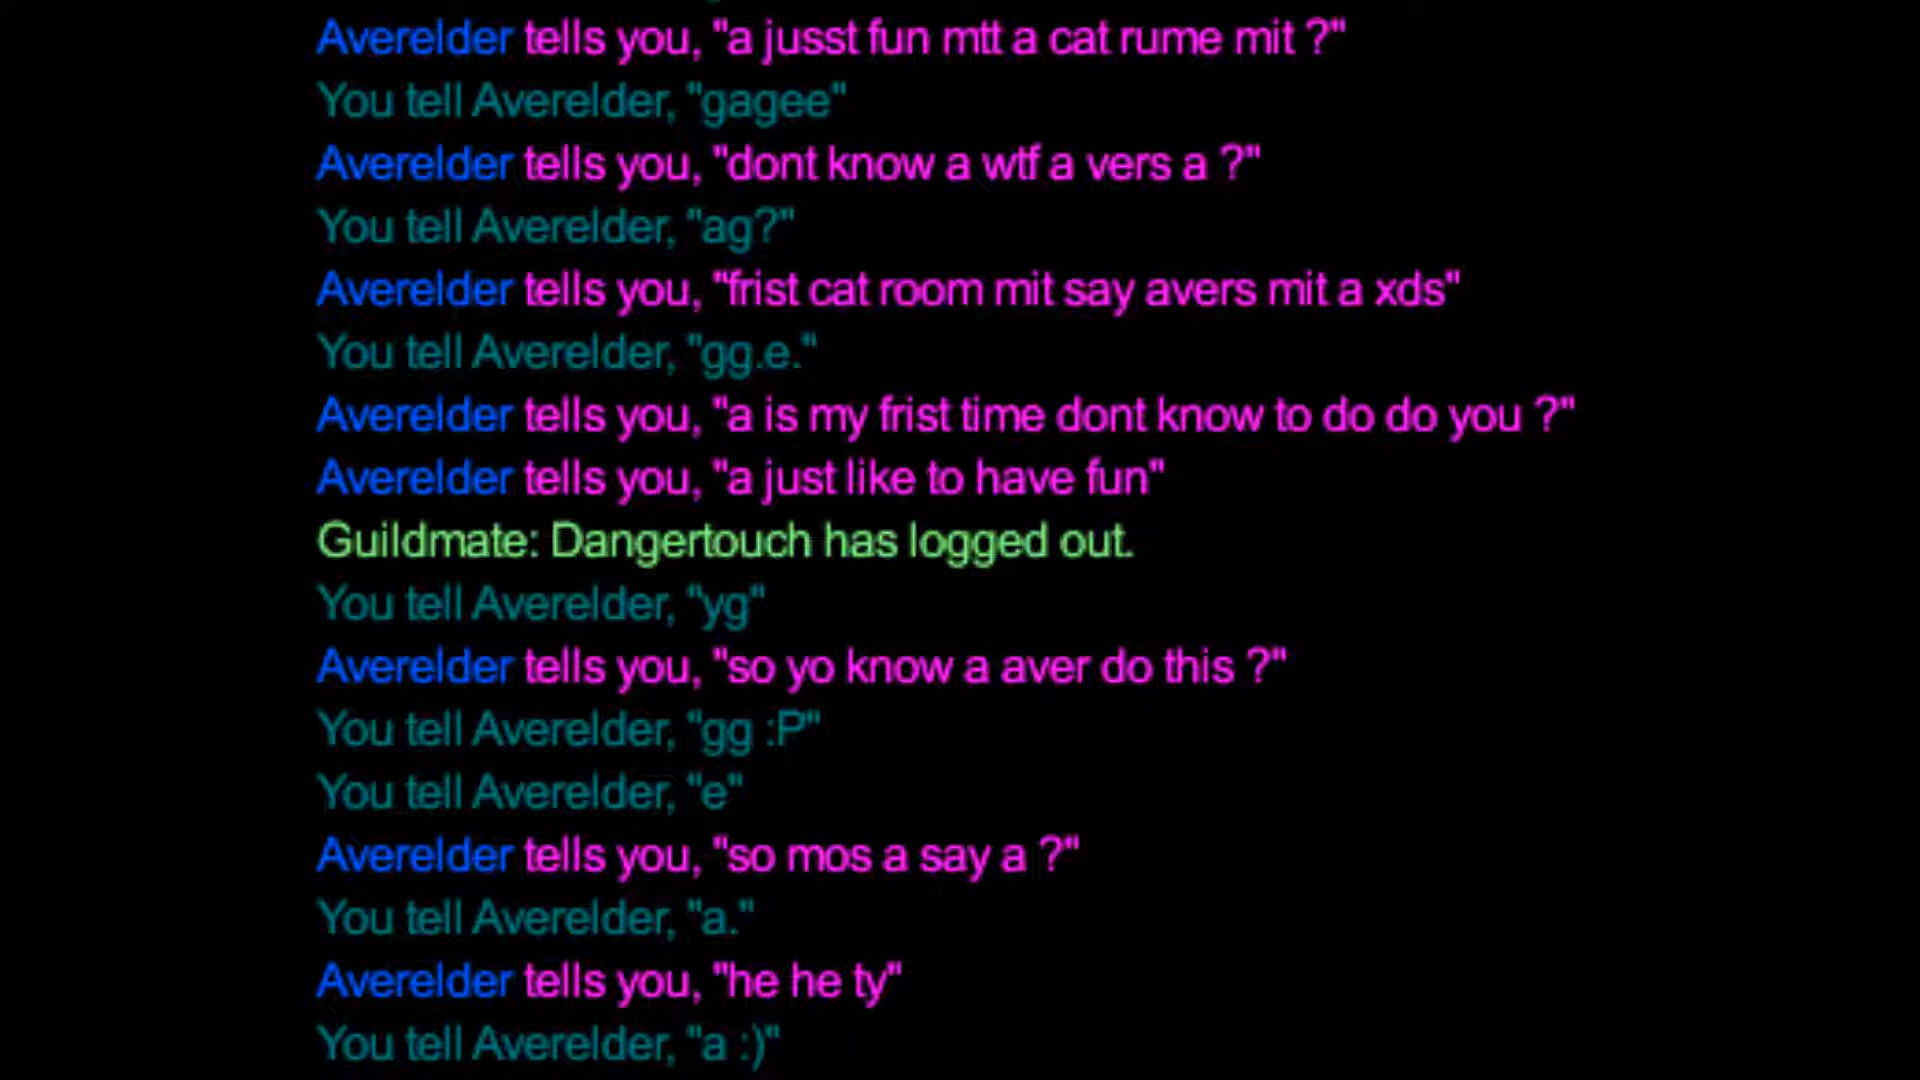 Averelder tells you, "a jusst fun mtt a cat rume mit ?"
You tell Averelder, "gagee"
Averelder tells you, "dont know a wtf a vers a ?"
You tell Averelder, "ag?"
Averelder tells you, "frist cat room mit say avers mit a xds"
You tell Averelder, "gg.e."
Averelder tells you, "a is my frist time dont know to do do you ?"
Averelder tells you, "a just like to have fun"
Guildmate: Dangertouch has logged out.
You tell Averelder, "yg"
Averelder tells you, "so yo know a aver do this ?"
You tell Averelder, "gg :P"
You tell Averelder, "e"
Averelder tells you, "so mos a say a ?"
You tell Averelder, "a."
Averelder tells you, "he he ty"
You tell Averelder, "a :)"